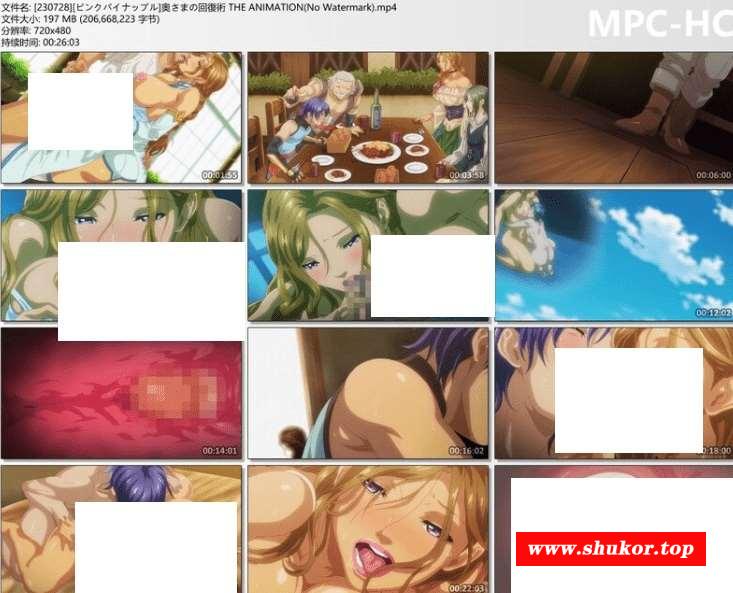 文件名: [230728][ピンクパイナップル]奥さまの回復術 THE ANIMATION(No Watermark).mp4
文件大小: 197 MB (206,668,223 字节)
分辨率: 720x480
持续时间: 00:26:03
MPC-HC
00:01:55
00:03:58
00:06:00
00:12:02
00:14:01
00:16:02
00:18:00
00:22:03
www.shukor.top